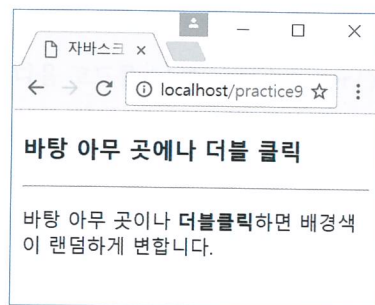 자바스크
localhost/practice9
바탕 아무 곳에나 더블 클릭
바탕 아무 곳이나 더블클릭하면 배경색
이 랜덤하게 변합니다.